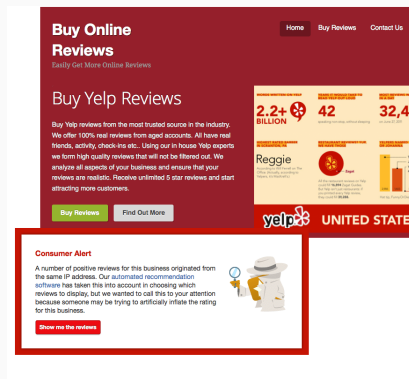 Buy Online
Reviews
Easily Get More Online Reviews
Home Buy Reviews Contact Us
Buy Yelp Reviews
Buy Yelp reviews from the most trusted source in the industry.
We offer 100% real reviews from aged accounts. All have real
friends, activity, check-ins etc.. Using our in house Yelp experts
we form high quality reviews that will not be filtered out. We
analyze all aspects of your business and ensure that your
reviews are realistic. Receive unlimited 5 star reviews and start
attracting more customers.
Buy Reviews Find Out More
2.2+
BILLION
42
32,4
Reggie
yelp UNITED STATE
Consumer Alert
A number of positive reviews for this business originated from
the same IP address. Our automated recommendation
software has taken this into account in choosing which
reviews to display, but we wanted to call this to your attention
because someone may be trying to artificially inflate the rating
for this business.
Show me the reviews